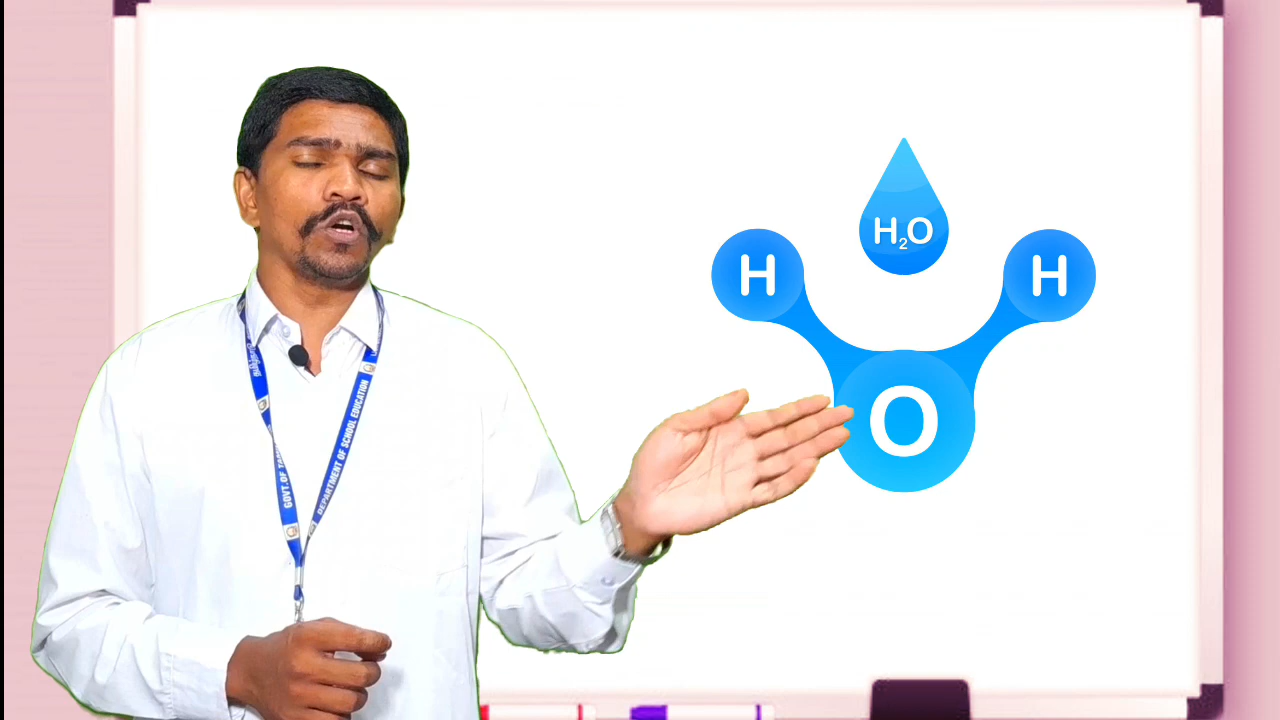 H₂O
H
H
O
GOVT.OF
DEPARTMENT OF SCHOOL EDUCATION